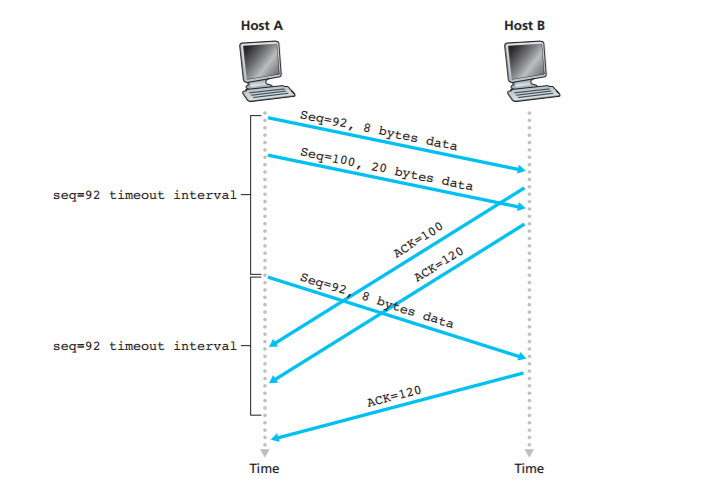 Host A
Host B
Seq=92, 8 bytes data
Seq=100, 20 bytes data
seq=92 timeout interval
ACK=100
ACK=120
Seq=92, 8 bytes data
seq=92 timeout interval
ACK=120
Time
Time